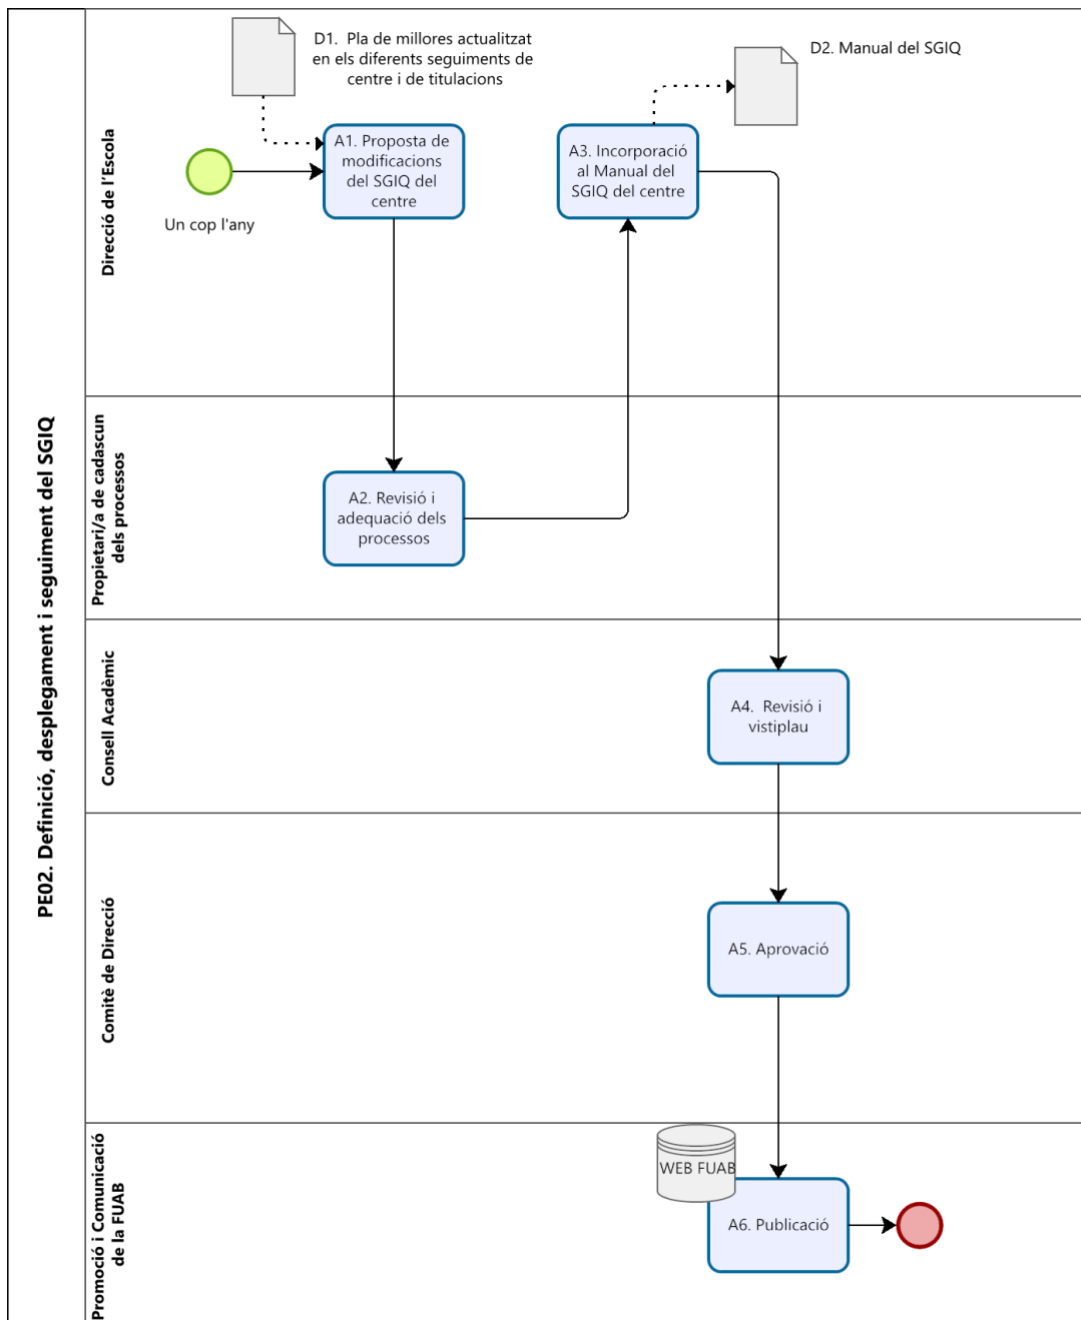 PE02. Definició, desplegament i seguiment del SGIQ
Direcció de l'Escola
D1.  Pla de millores actualitzat
en els diferents seguiments de
centre i de titulacions
D2. Manual del SGIQ
A1. Proposta de
modificacions
del SGIQ del
centre
A3. Incorporació
al Manual del
SGIQ del centre
Un cop l'any
Propietari/a de cadascun
dels processos
A2. Revisió i
adequació dels
processos
Consell Acadèmic
A4.  Revisió i
vistiplau
Comitè de Direcció
A5. Aprovació
Promoció i Comunicació
de la FUAB
WEB FUAB
A6. Publicació